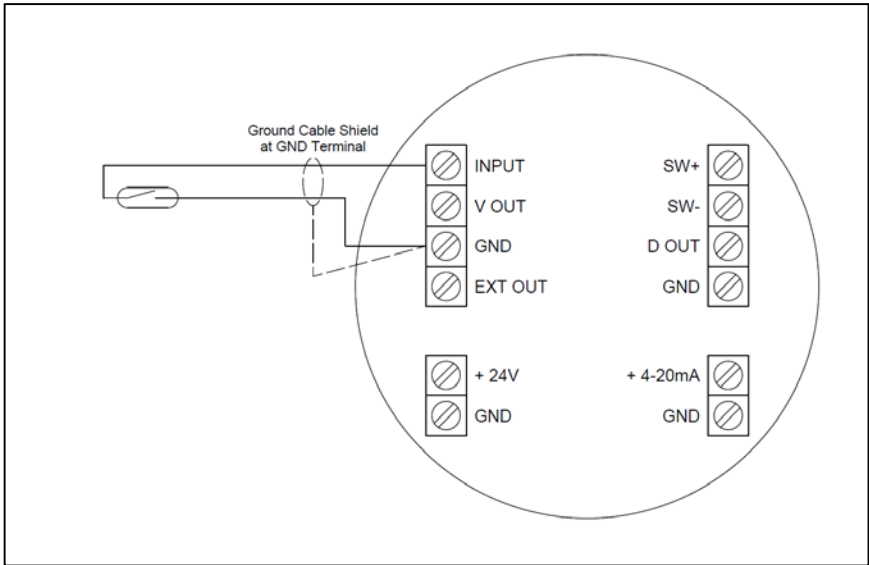 Ground Cable Shield
at GND Terminal
INPUT
V OUT
GND
EXT OUT
+ 24V
GND
SW+
SW-
D OUT
GND
+ 4-20mA
GND